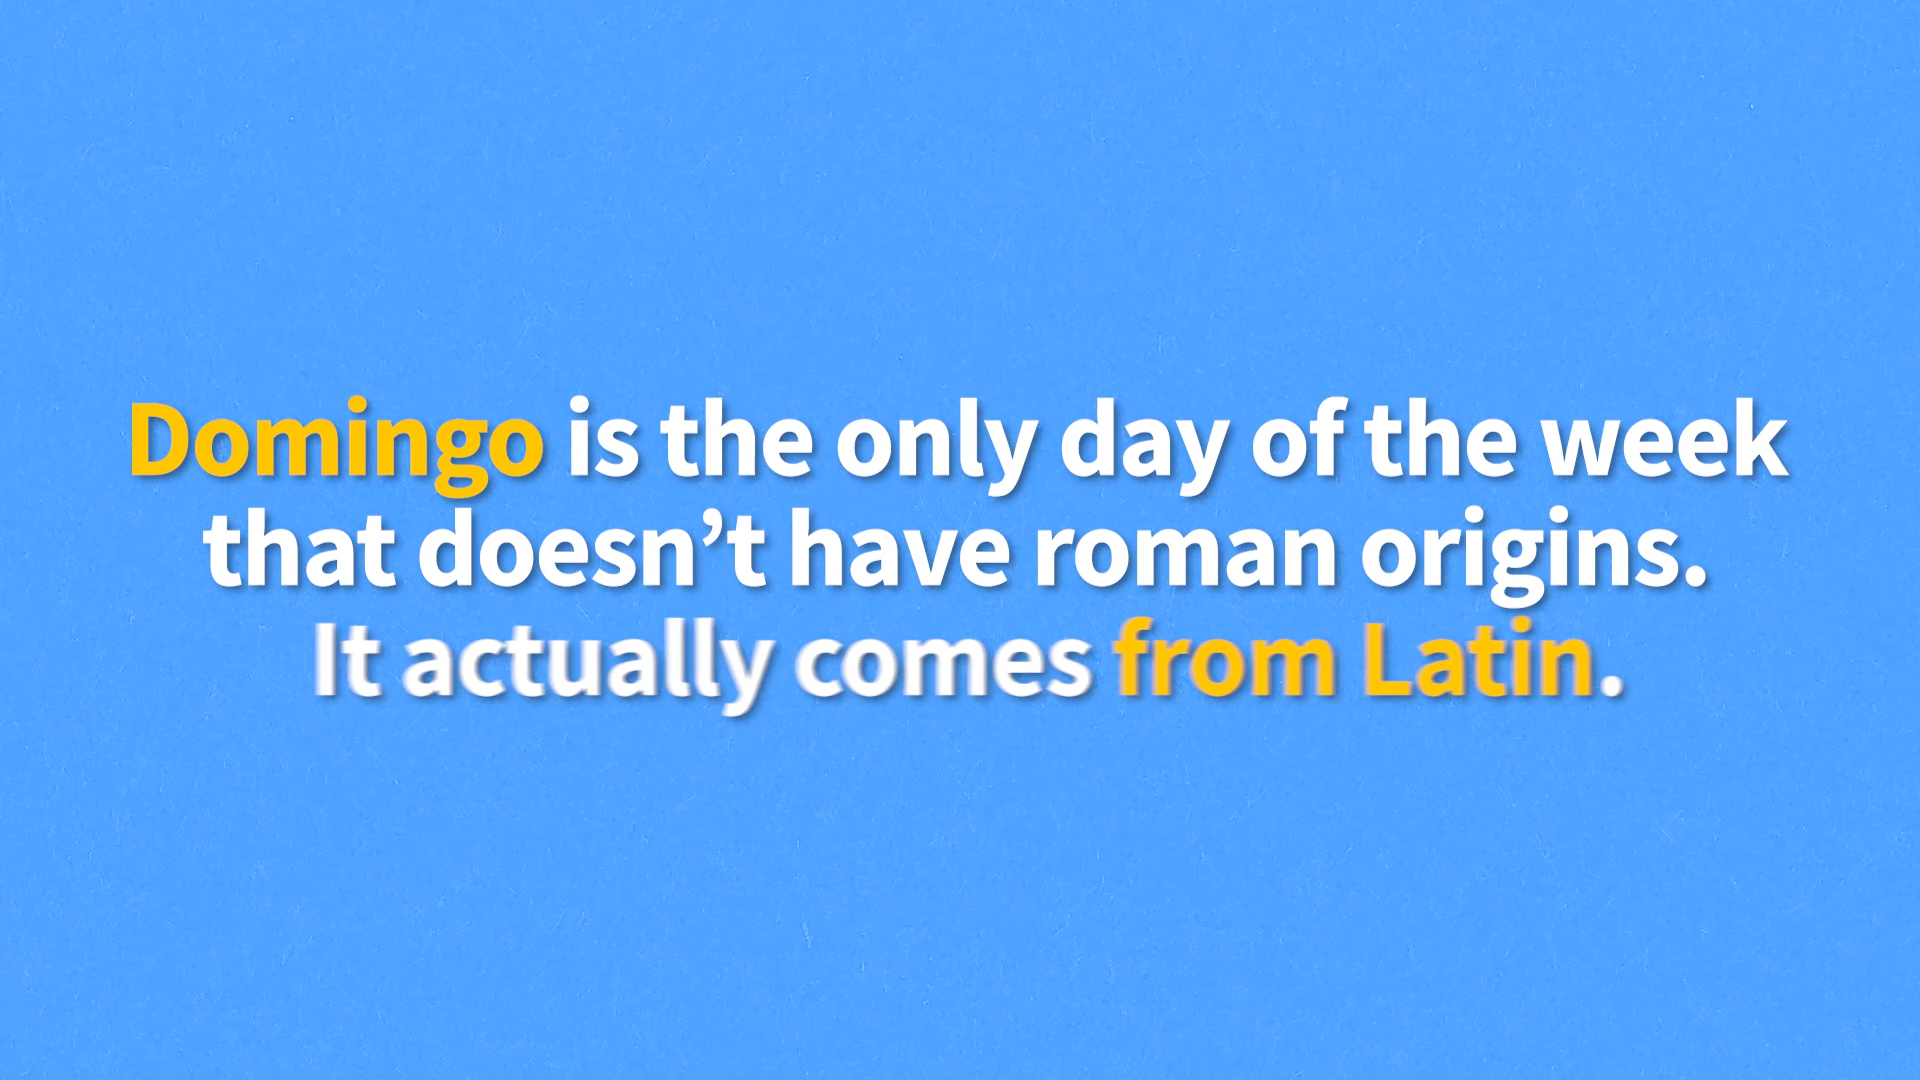 Domingo is the only day of the week
that doesn’t have roman origins.
It actually comes from Latin.